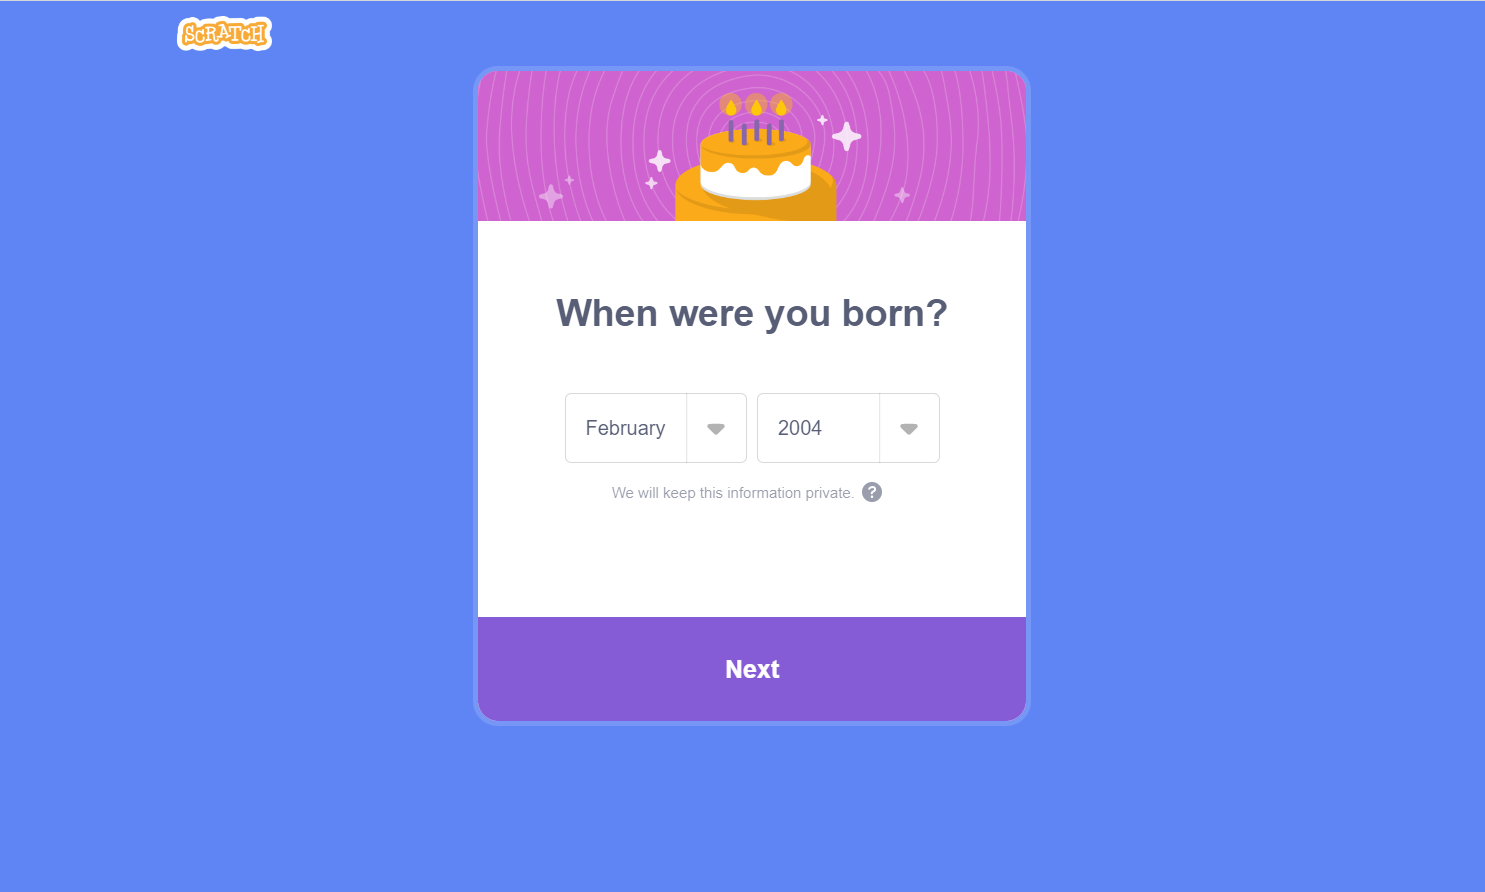 SCRATCH
When were you born?
February
2004
We will keep this information private. ?
Next